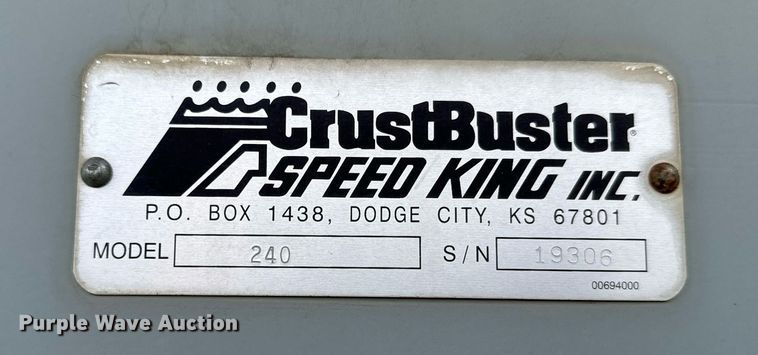 CrustBuster®
SPEED KING INC.
P.O. BOX 1438, DODGE CITY, KS 67801
MODEL 240 S/N 19306
00694000
Purple Wave Auction